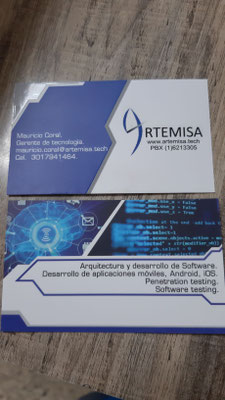 ARTEMISA
www.artemisa.tech
PBX (1)6213305
Mauricio Coral.
Gerente de tecnología.
mauricio.coral@artemisa.tech
Cel. 3017941464.
Arquitectura y desarrollo de Software.
Desarrollo de aplicaciones móviles, Android, iOS.
Penetration testing.
Software testing.